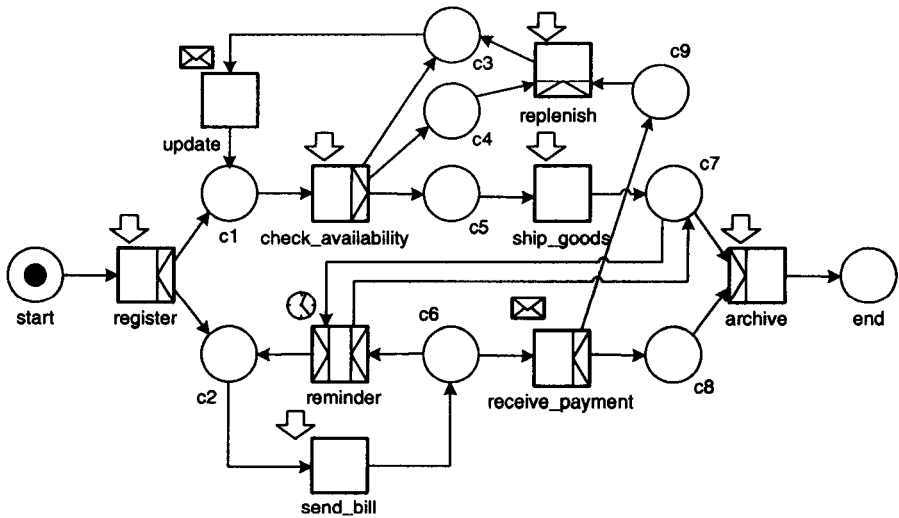 c3
c9
replenish
update
c4
c7
c1
check_availability
c5
ship_goods
start
register
c6
archive
end
c2
reminder
receive_payment
c8
send_bill